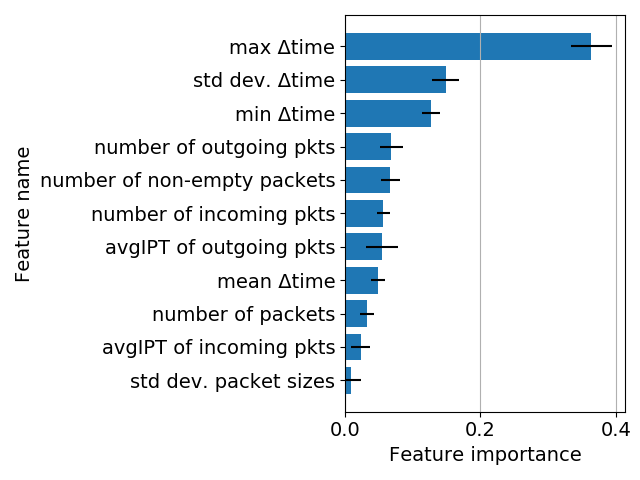 max Δtime
std dev. Δtime
min Δtime
number of outgoing pkts
number of non-empty packets
number of incoming pkts
avgIPT of outgoing pkts
mean Δtime
number of packets
avgIPT of incoming pkts
std dev. packet sizes
Feature name
0.0 0.2 0.4
Feature importance